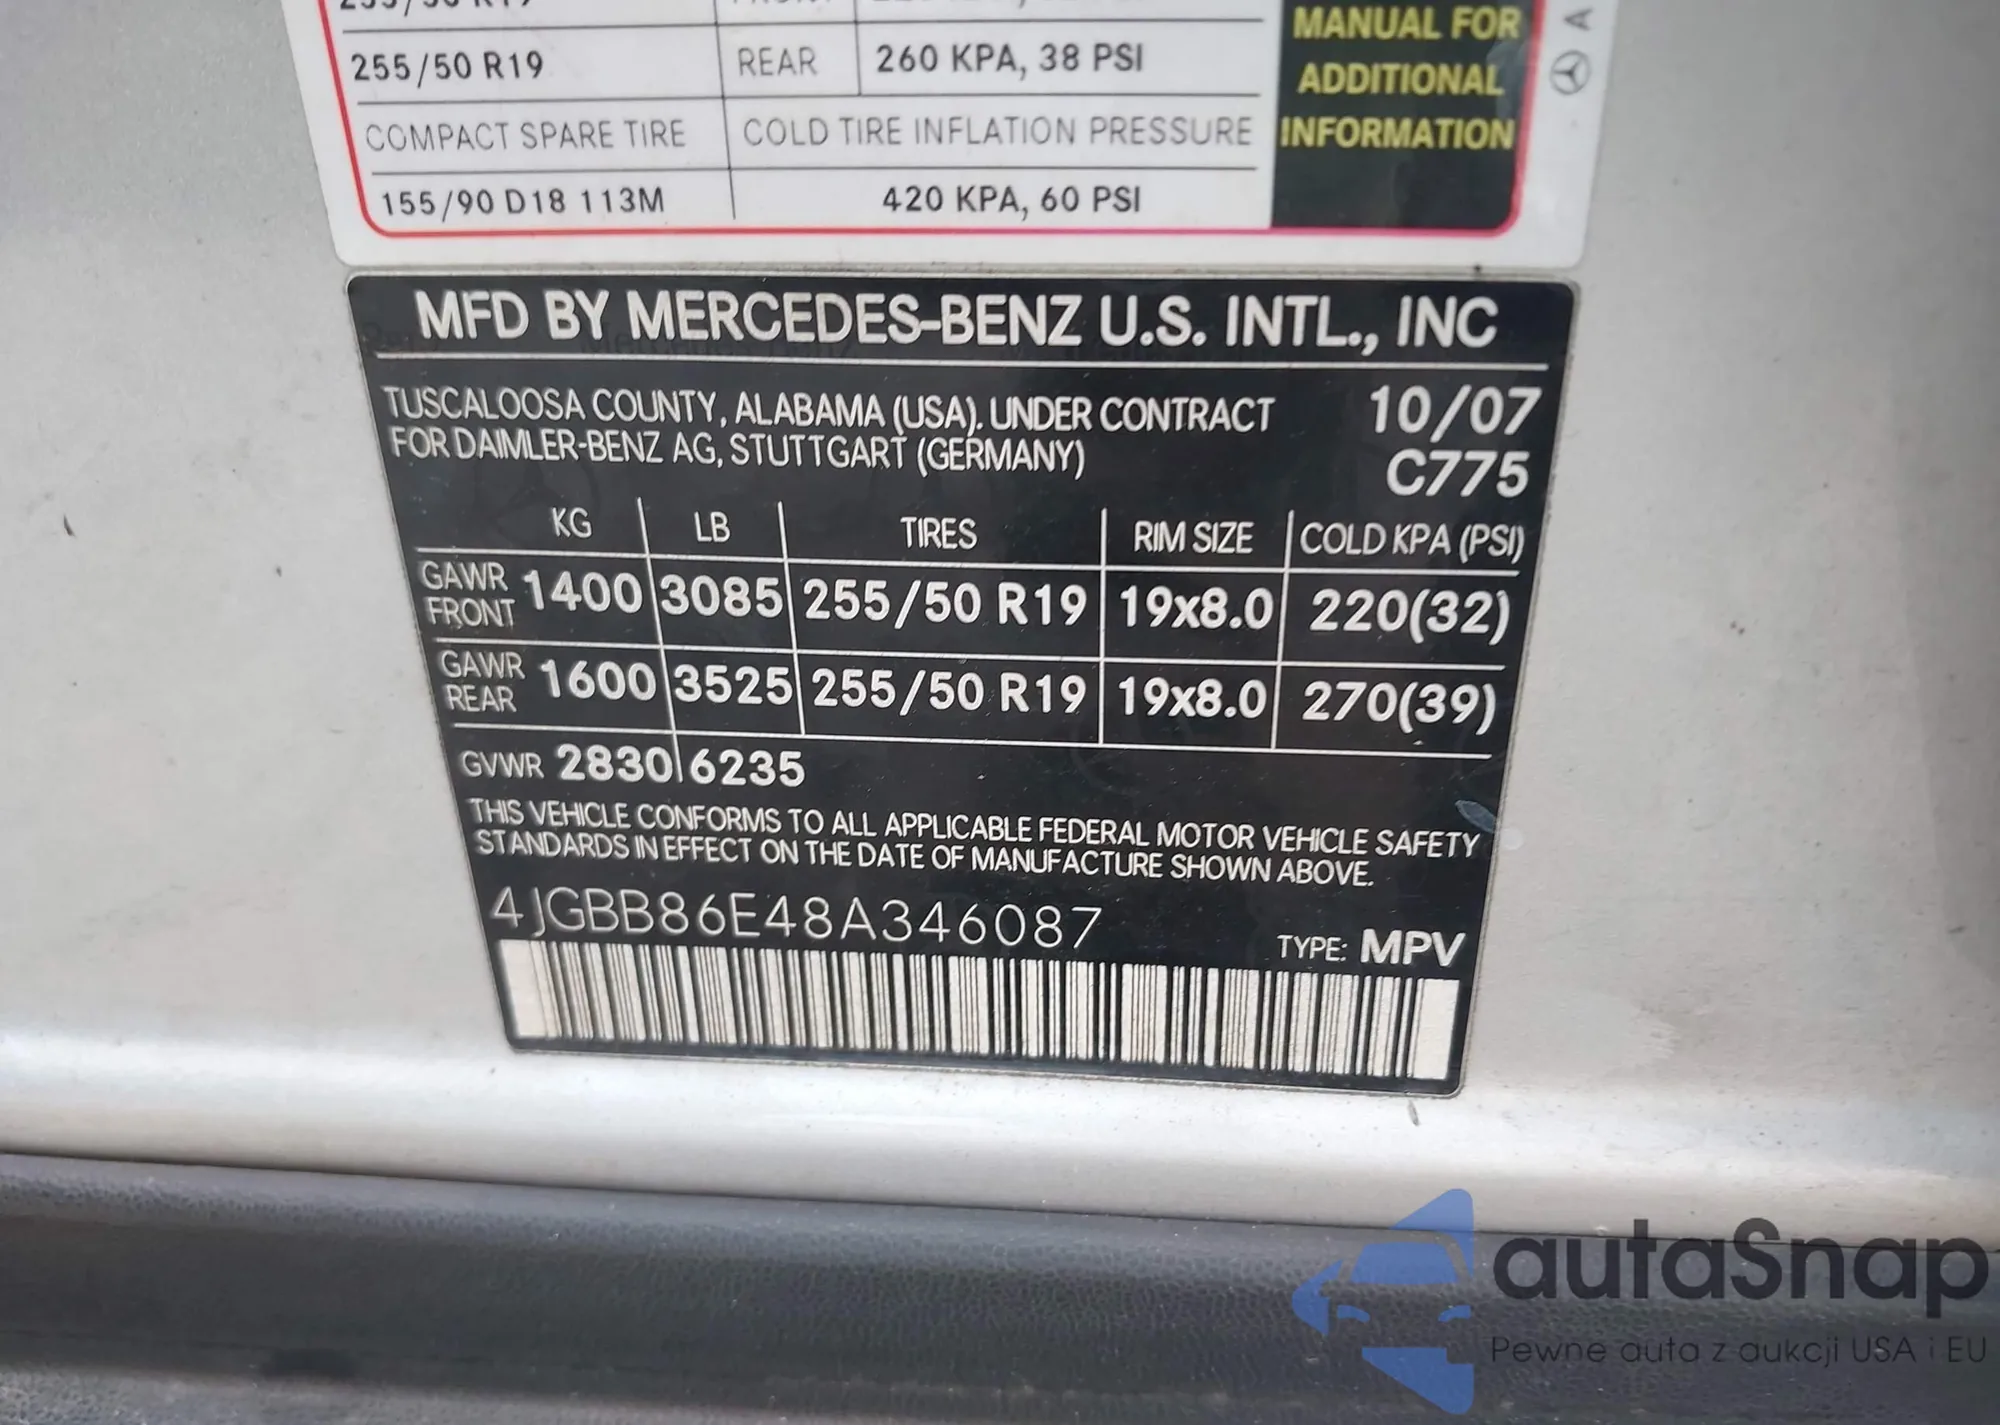 255/50 R19
255/50 R19 REAR 260 KPA, 38 PSI
COMPACT SPARE TIRE COLD TIRE INFLATION PRESSURE
155/90 D18 113M 420 KPA, 60 PSI
MANUAL FOR
ADDITIONAL
INFORMATION
A
MFD BY MERCEDES-BENZ U.S. INTL., INC
TUSCALOOSA COUNTY, ALABAMA (USA). UNDER CONTRACT 10/07
FOR DAIMLER-BENZ AG, STUTTGART (GERMANY) C775
KG LB TIRES RIM SIZE COLD KPA (PSI)
GAWR FRONT 1400 3085 255/50 R19 19x8.0 220(32)
GAWR REAR 1600 3525 255/50 R19 19x8.0 270(39)
GVWR 2830 6235
THIS VEHICLE CONFORMS TO ALL APPLICABLE FEDERAL MOTOR VEHICLE SAFETY
STANDARDS IN EFFECT ON THE DATE OF MANUFACTURE SHOWN ABOVE.
4JGBB86E48A346087
TYPE: MPV
autaSnap
Pewne auta z aukcji USA i EU